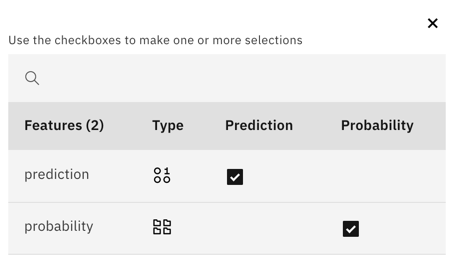 Use the checkboxes to make one or more selections
Features (2) Type Prediction Probability
prediction
probability